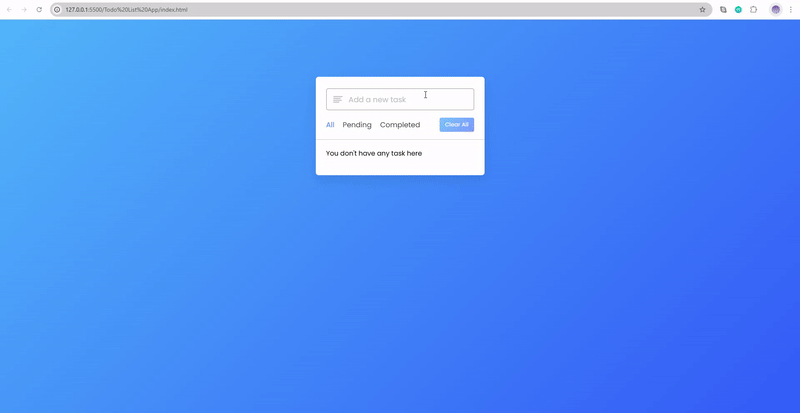 127.0.0.1:5500/Todo%20List%20App/index.html
Add a new task
All Pending Completed Clear All
You don't have any task here